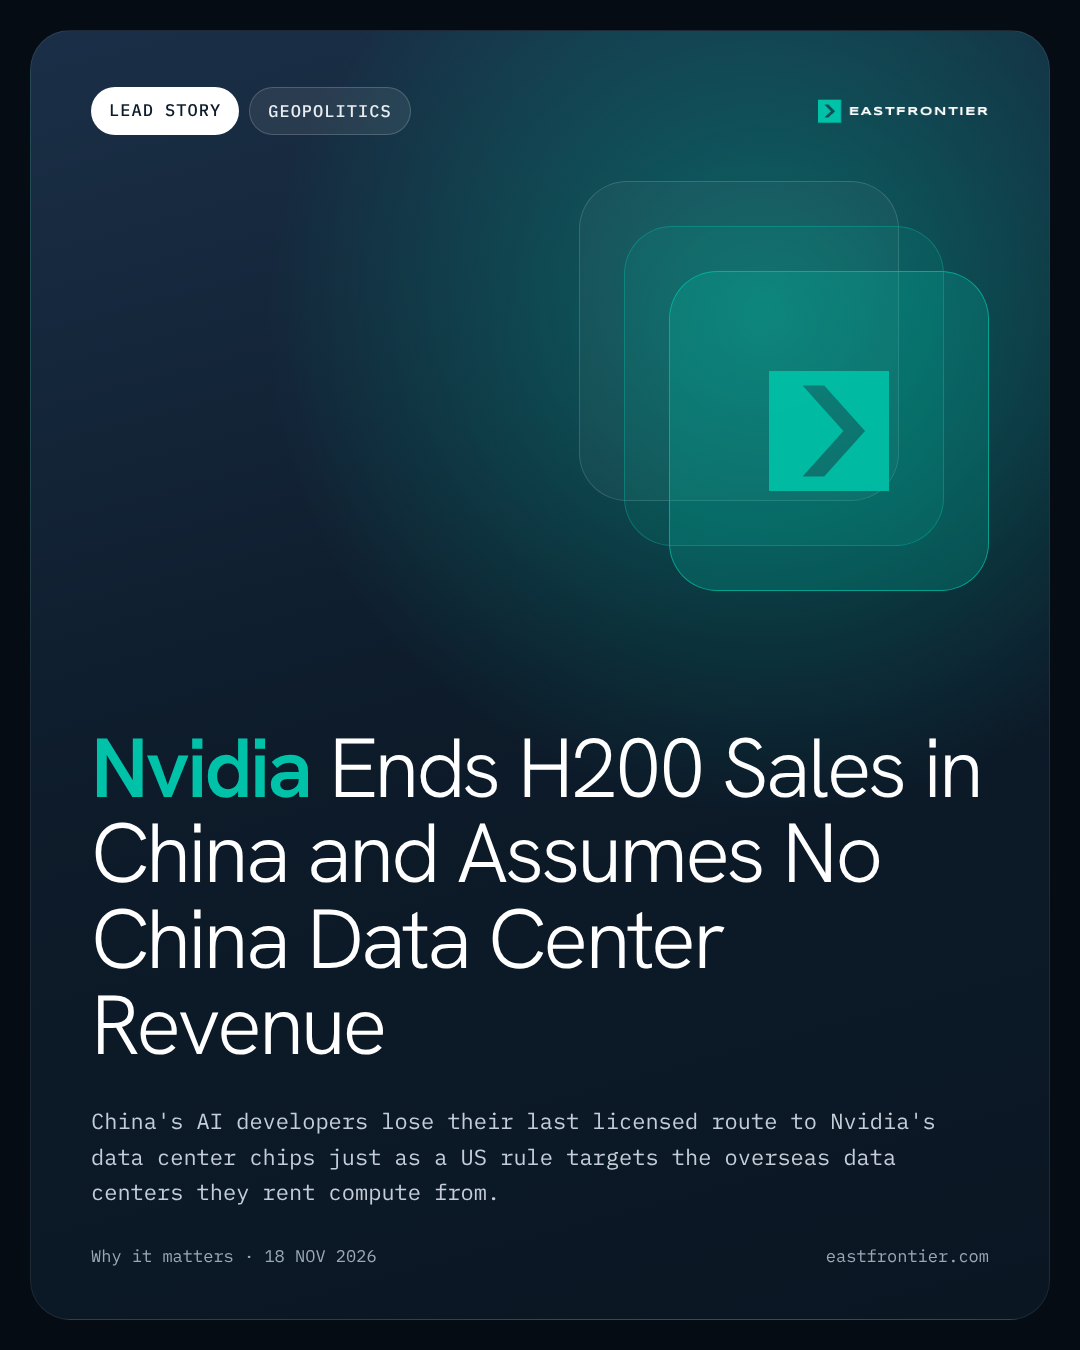 LEAD STORY
GEOPOLITICS
EASTFRONTIER
Nvidia Ends H200 Sales in
China and Assumes No
China Data Center
Revenue
China's AI developers lose their last licensed route to Nvidia's
data center chips just as a US rule targets the overseas data
centers they rent compute from.
Why it matters · 18 NOV 2026
eastfrontier.com